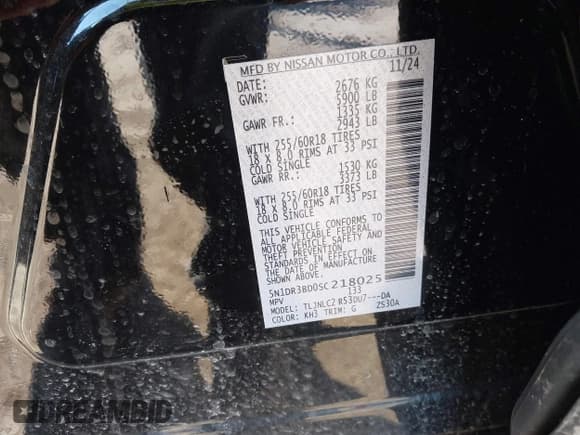 MFD BY NISSAN MOTOR CO., LTD.
DATE: 11/24
GVWR: 2676 KG
5900 LB
GAWR FR.: 1335 KG
2943 LB
WITH 255/60R18 TIRES
18 X 8.0 RIMS AT 33 PSI
COLD SINGLE
GAWR RR.: 1530 KG
3373 LB
WITH 255/60R18 TIRES
18 X 8.0 RIMS AT 33 PSI
COLD SINGLE
THIS VEHICLE CONFORMS TO
ALL APPLICABLE FEDERAL
MOTOR VEHICLE SAFETY AND
THEFT PREVENTION
STANDARDS IN EFFECT ON
THE DATE OF MANUFACTURE
SHOWN ABOVE.
5N1DR3BD0SC218025
MPV 133
MODEL: TLJNLC2 R53DU7---DA
COLOR: KH3 TRIM: G ZS30A
DREAMBID